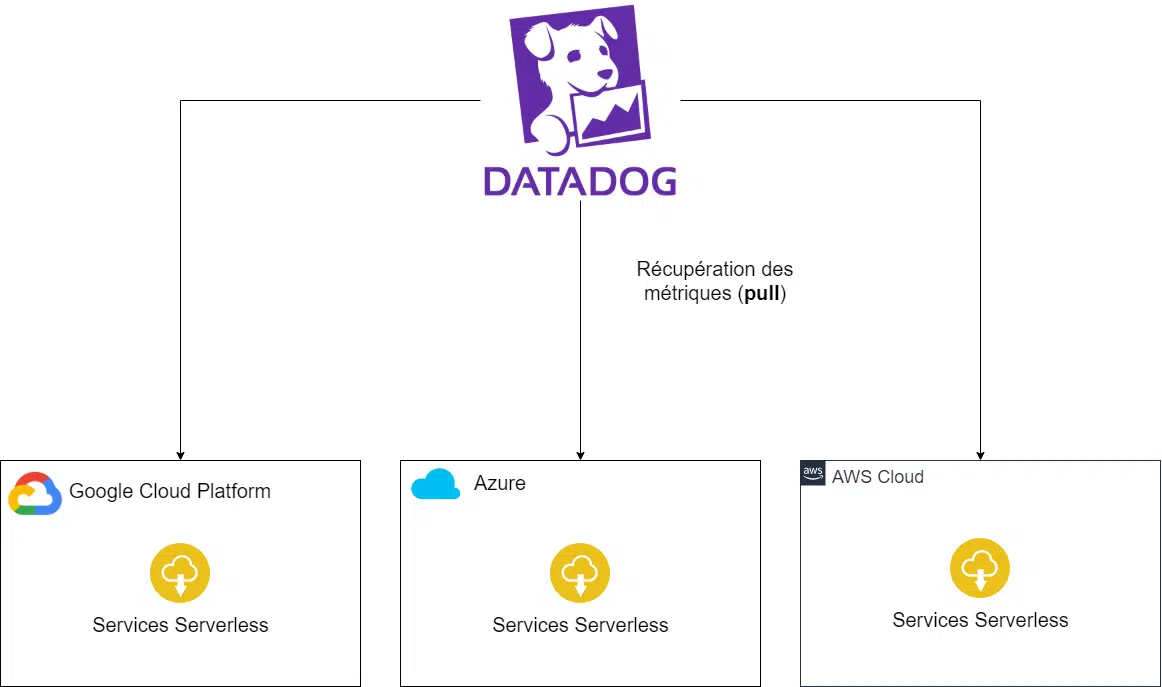 DATADOG
Récupération des
métriques (pull)
Google Cloud Platform
Azure
aws
AWS Cloud
Services Serverless
Services Serverless
Services Serverless